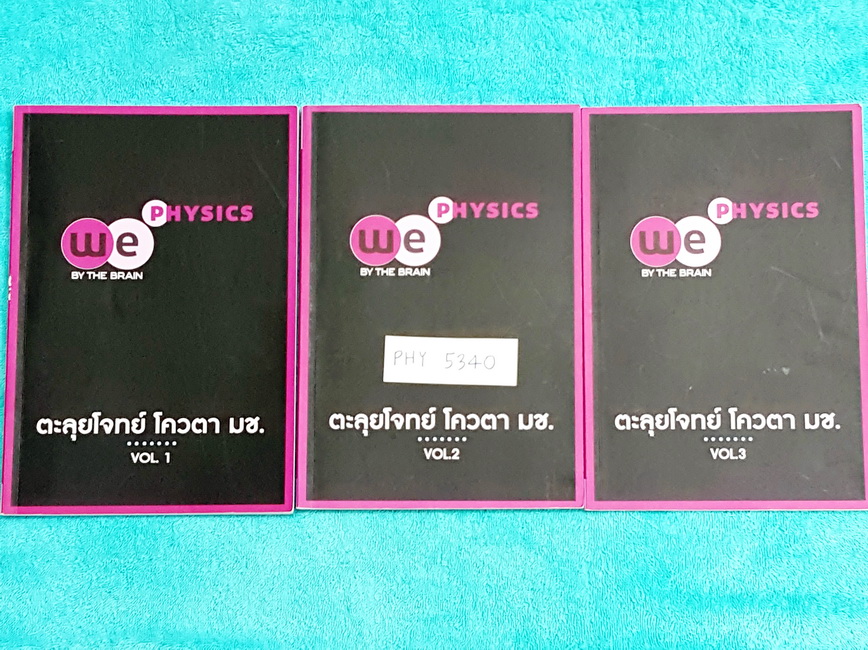 PHYSICS
we
BY THE BRAIN
ตะลุยโจทย์ โควตา มช.
VOL 1
PHYSICS
we
BY THE BRAIN
PHY 5340
ตะลุยโจทย์ โควตา มช.
VOL.2
PHYSICS
we
BY THE BRAIN
ตะลุยโจทย์ โควตา มช.
VOL.3